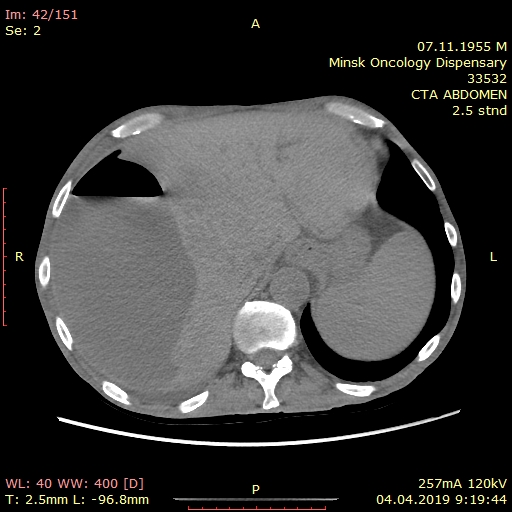 Im: 42/151
Se: 2
A
07.11.1955 M
Minsk Oncology Dispensary
33532
CTA ABDOMEN
2.5 stnd
R
L
WL: 40 WW: 400 [D]
T: 2.5mm L: -96.8mm
P
257mA 120kV
04.04.2019 9:19:44